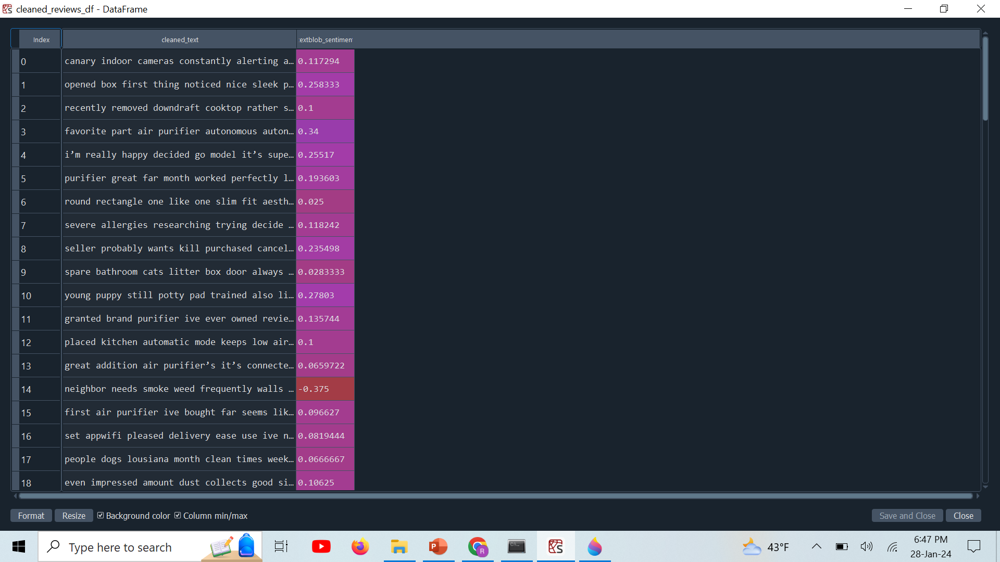 cleaned_reviews_df - DataFrame
Index cleaned_text extblob_sentimen
0 canary indoor cameras constantly alerting a… 0.117294
1 opened box first thing noticed nice sleek p… 0.258333
2 recently removed downdraft cooktop rather s… 0.1
3 favorite part air purifier autonomous auton… 0.34
4 i’m really happy decided go model it’s supe… 0.25517
5 purifier great far month worked perfectly l… 0.193603
6 round rectangle one like one slim fit aesth… 0.025
7 severe allergies researching trying decide … 0.118242
8 seller probably wants kill purchased cancel… 0.235498
9 spare bathroom cats litter box door always … 0.0283333
10 young puppy still potty pad trained also li… 0.27803
11 granted brand purifier ive ever owned revie… 0.135744
12 placed kitchen automatic mode keeps low air… 0.1
13 great addition air purifier’s it’s connecte… 0.0659722
14 neighbor needs smoke weed frequently walls … -0.375
15 first air purifier ive bought far seems lik… 0.096627
16 set appwifi pleased delivery ease use ive n… 0.0819444
17 people dogs lousiana month clean times week… 0.0666667
18 even impressed amount dust collects good si… 0.10625
Format Resize Background color Column min/max Save and Close Close
Type here to search 43°F 6:47 PM
28-Jan-24